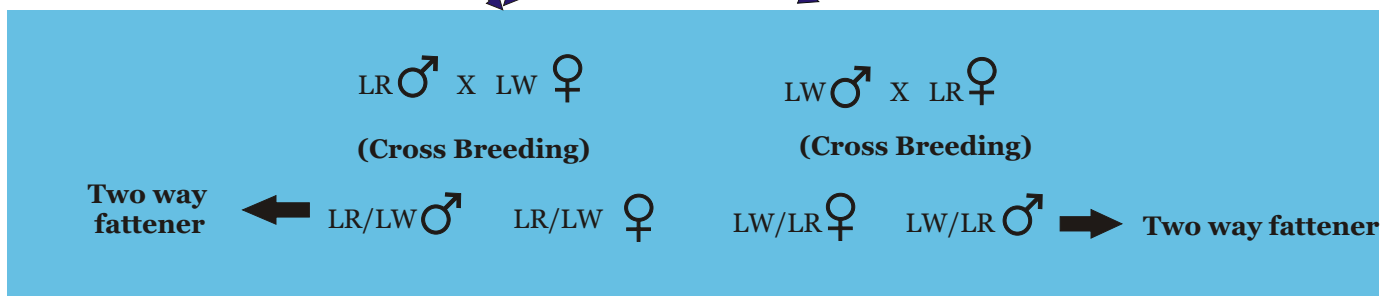 LR♂ X LW ♀
LW♂ X LR♀
(Cross Breeding)
(Cross Breeding)
Two way
fattener
LR/LW♂ LR/LW ♀ LW/LR♀ LW/LR♂
Two way fattener